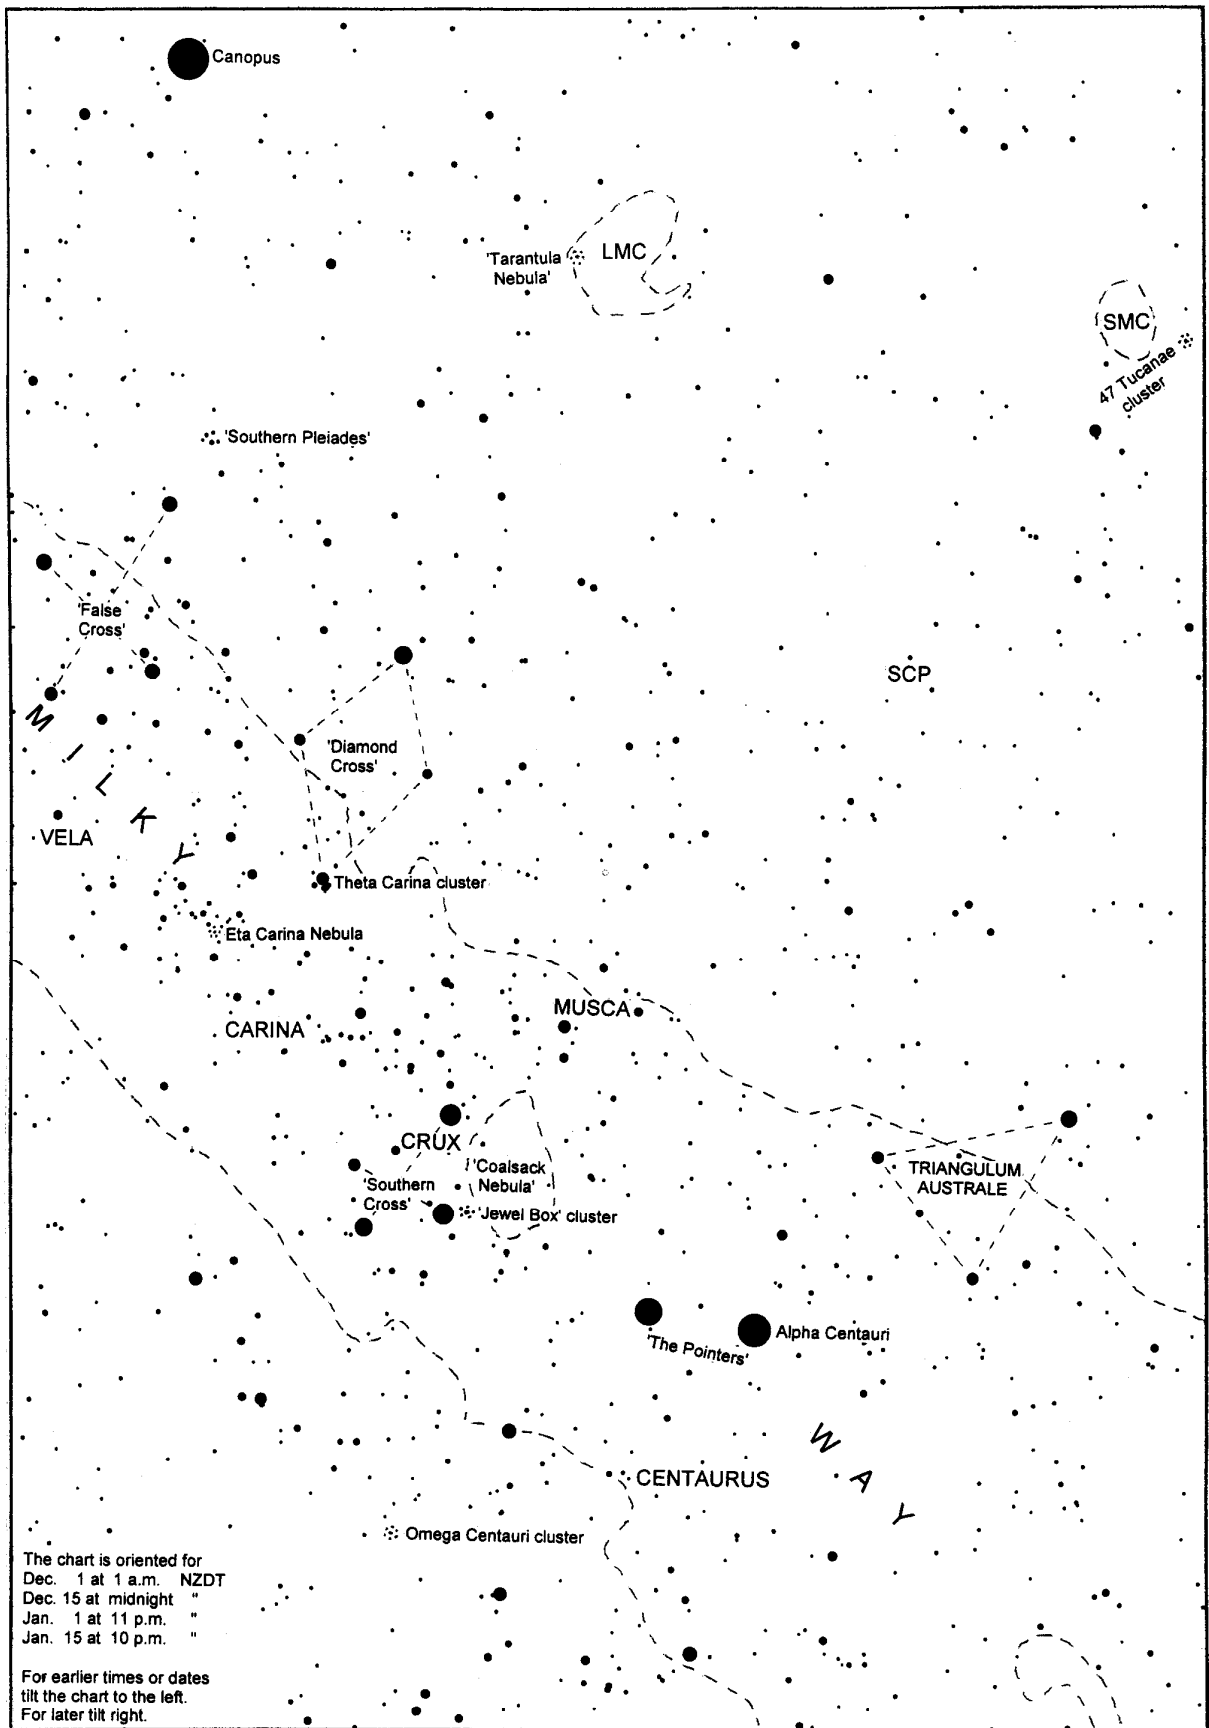 Canopus
'Tarantula
Nebula'
LMC
SMC
47 Tucanae
cluster
'Southern Pleiades'
'False
Cross'
SCP
MILKY
'Diamond
Cross'
VELA
Theta Carina cluster
Eta Carina Nebula
MUSCA
CARINA
CRUX
'Coalsack
Nebula'
TRIANGULUM
AUSTRALE
'Southern
Cross'
'Jewel Box' cluster
'The Pointers'
Alpha Centauri
WAY
CENTAURUS
Omega Centauri cluster
The chart is oriented for
Dec. 1 at 1 a.m. NZDT
Dec. 15 at midnight "
Jan. 1 at 11 p.m. "
Jan. 15 at 10 p.m. "
For earlier times or dates
tilt the chart to the left.
For later tilt right.